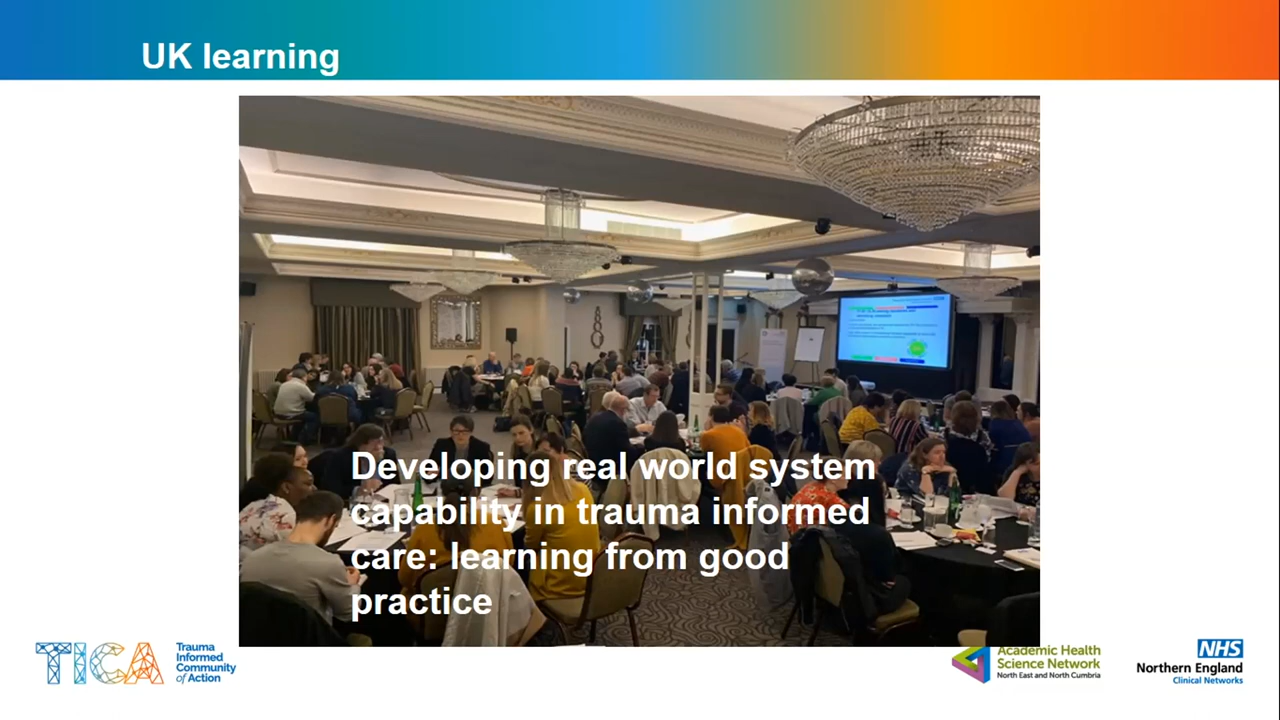 UK learning
Developing real world system
capability in trauma informed
care: learning from good
practice
TICA
Trauma
Informed
Community
of Action
Academic Health
Science Network
North East and North Cumbria
NHS
Northern England
Clinical Networks